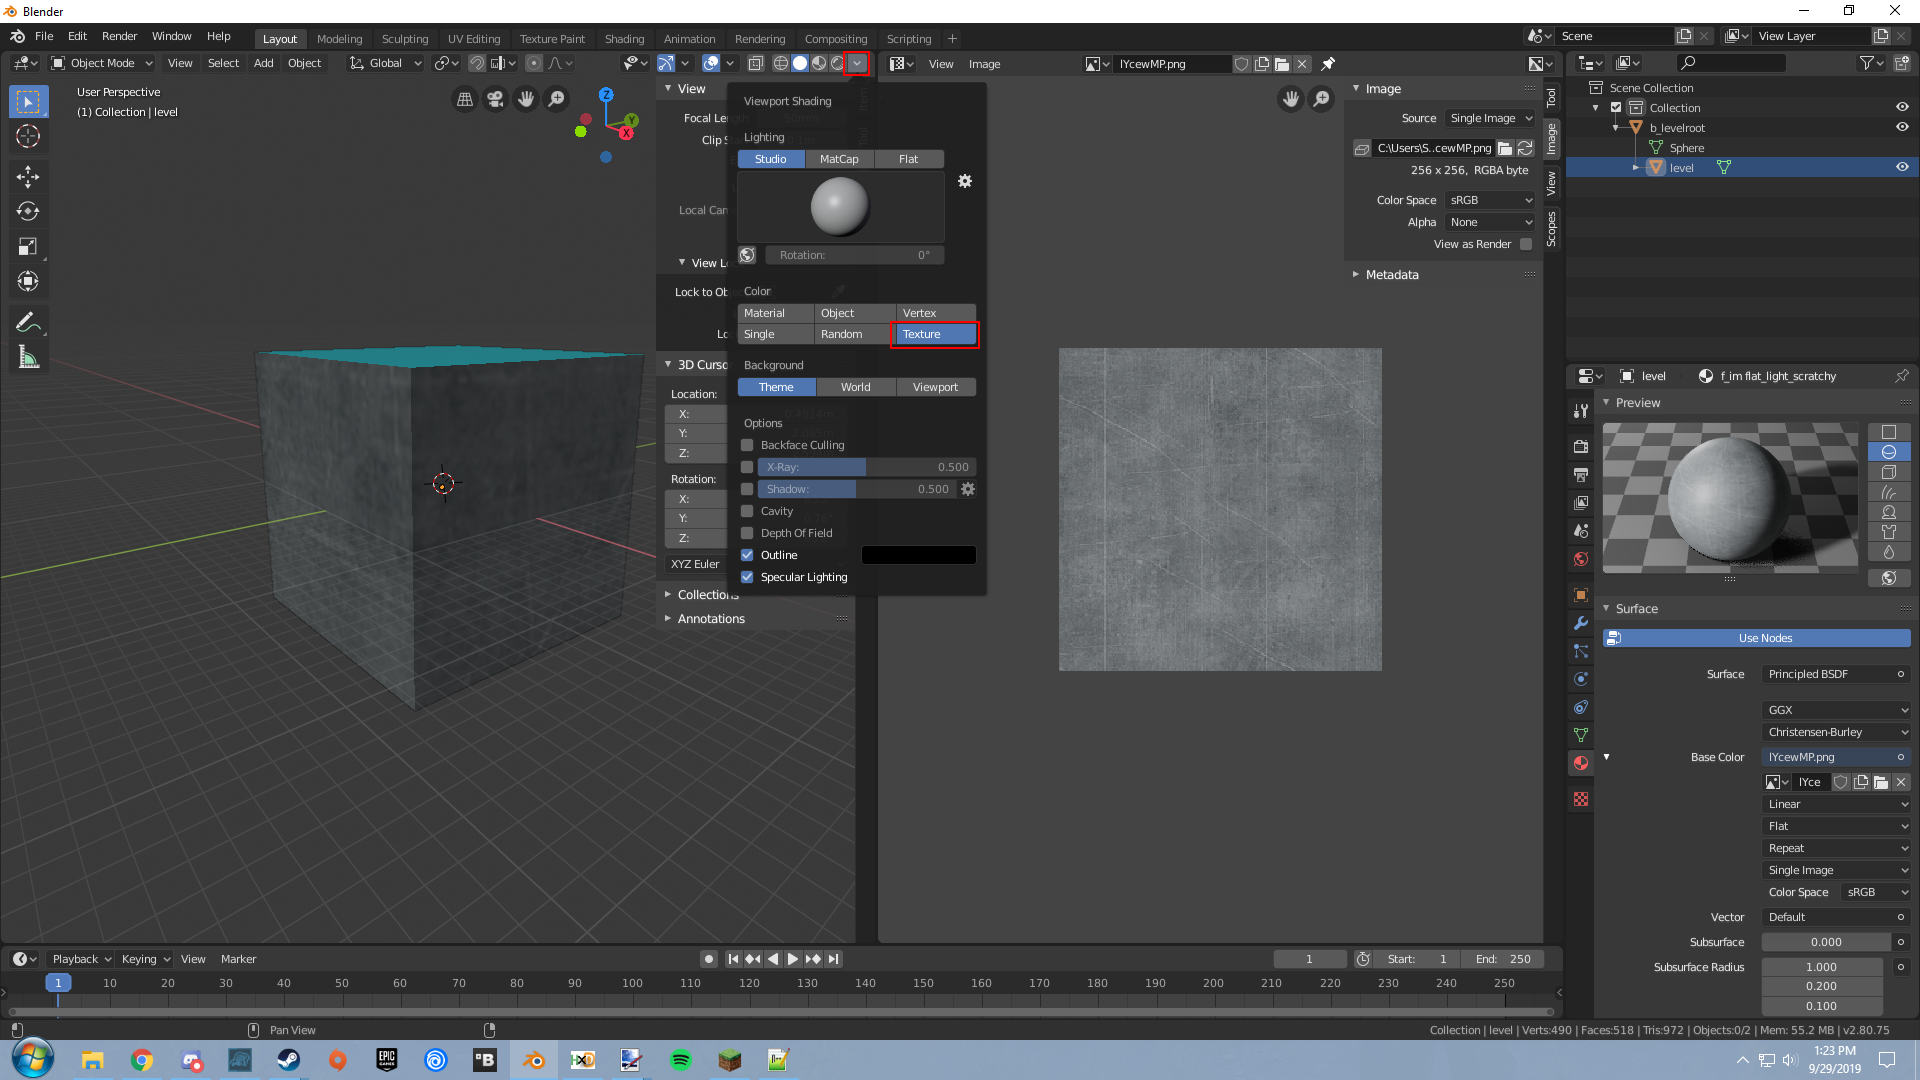 Blender
File Edit Render Window Help
Layout Modeling Sculpting UV Editing Texture Paint Shading Animation Rendering Compositing Scripting +
Scene
View Layer
Object Mode View Select Add Object Global
View Image lYcewMP.png
User Perspective
(1) Collection | level
Z
Y
X
View
Focal Length
Clip S
Local Cam
View Lo
Lock to Obj
Lo
3D Curso
Location:
X:
Y:
Z:
Rotation:
X:
Y:
Z:
XYZ Euler
Collections
Annotations
Viewport Shading
Lighting
Studio MatCap Flat
Rotation: 0°
Color
Material Object Vertex
Single Random Texture
Background
Theme World Viewport
Options
Backface Culling
X-Ray: 0.500
Shadow: 0.500
Cavity
Depth Of Field
Outline
Specular Lighting
Image
Source Single Image
C:\Users\S..cewMP.png
256 x 256, RGBA byte
Color Space sRGB
Alpha None
View as Render
Metadata
Tool
Image
View
Scopes
Scene Collection
Collection
b_levelroot
Sphere
level
level f_im flat_light_scratchy
Preview
Surface
Use Nodes
Surface Principled BSDF
GGX
Christensen-Burley
Base Color lYcewMP.png
lYce
Linear
Flat
Repeat
Single Image
Color Space sRGB
Vector Default
Subsurface 0.000
Subsurface Radius 1.000
0.200
0.100
Playback Keying View Marker
1 Start: 1 End: 250
1 10 20 30 40 50 60 70 80 90 100 110 120 130 140 150 160 170 180 190 200 210 220 230 240 250
Pan View
Collection | level | Verts:490 | Faces:518 | Tris:972 | Objects:0/2 | Mem: 55.2 MB | v2.80.75
EPIC
GAMES
B
1:23 PM
9/29/2019